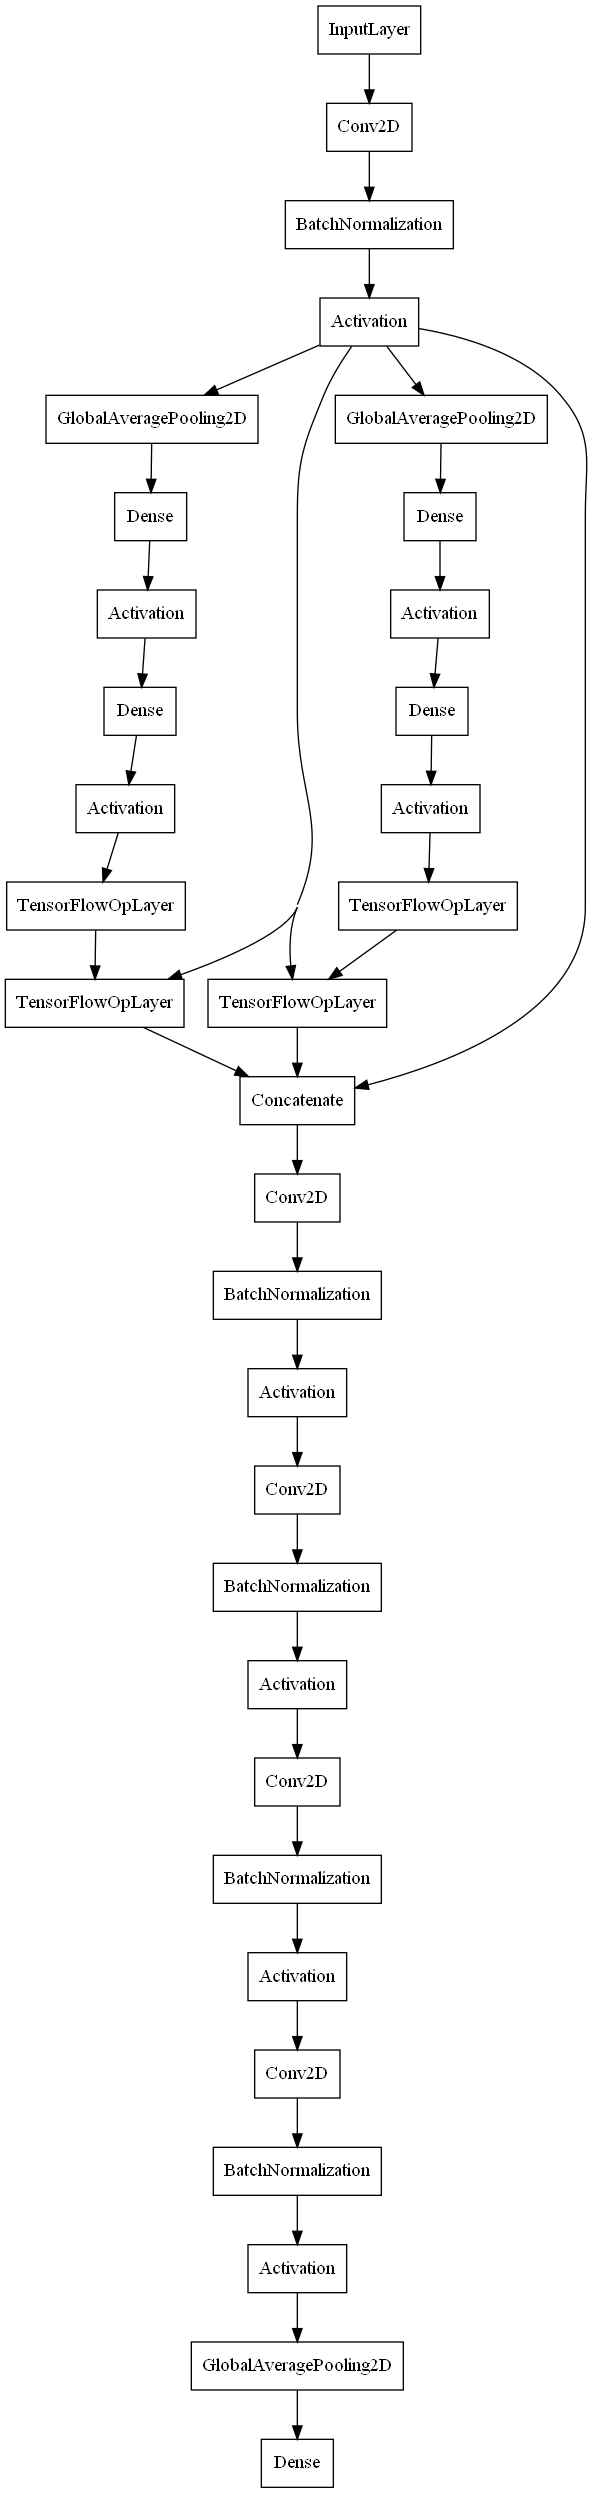 InputLayer
Conv2D
BatchNormalization
Activation
GlobalAveragePooling2D
GlobalAveragePooling2D
Dense
Dense
Activation
Activation
Dense
Dense
Activation
Activation
TensorFlowOpLayer
TensorFlowOpLayer
TensorFlowOpLayer
TensorFlowOpLayer
Concatenate
Conv2D
BatchNormalization
Activation
Conv2D
BatchNormalization
Activation
Conv2D
BatchNormalization
Activation
Conv2D
BatchNormalization
Activation
GlobalAveragePooling2D
Dense